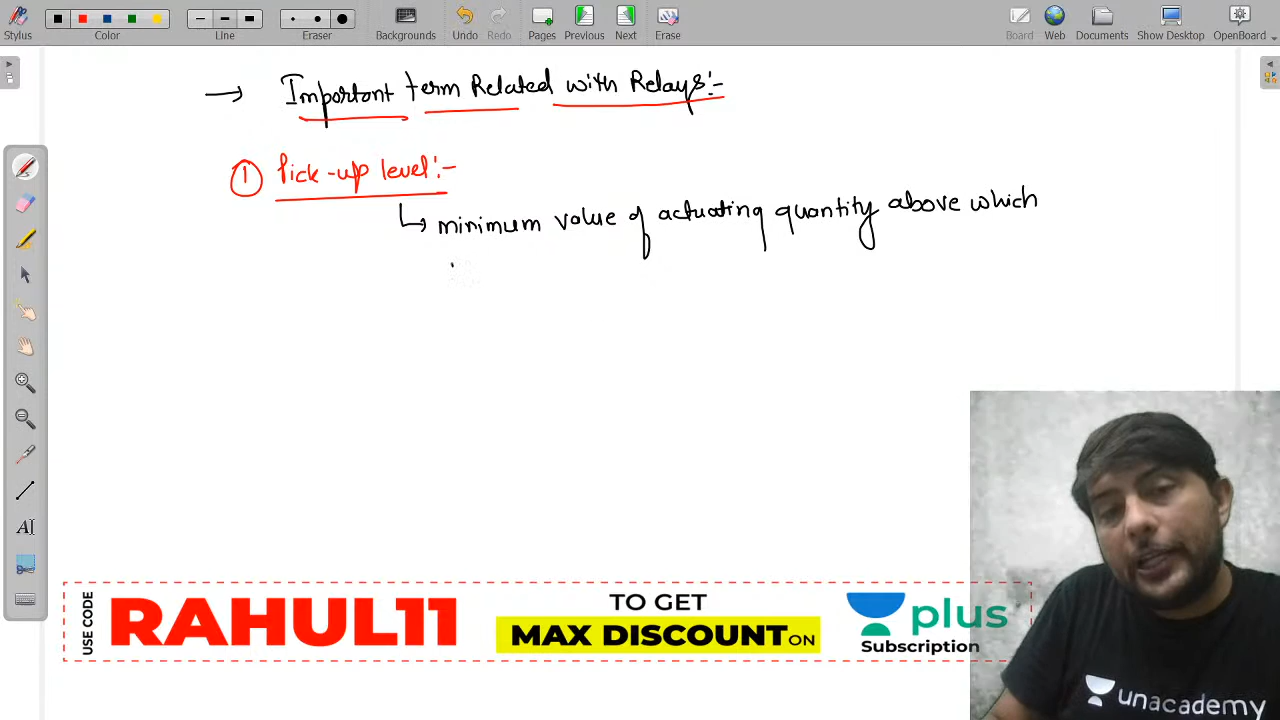 Stylus Color Line Eraser Backgrounds Undo Redo Pages Previous Next Erase Board Web Documents Show Desktop OpenBoard
→ Important term Related with Relays:-
① Pick-up level:-
↳ minimum value of actuating quantity above which
USE CODE
RAHUL11
TO GET
MAX DISCOUNT ON
plus
Subscription
unacademy